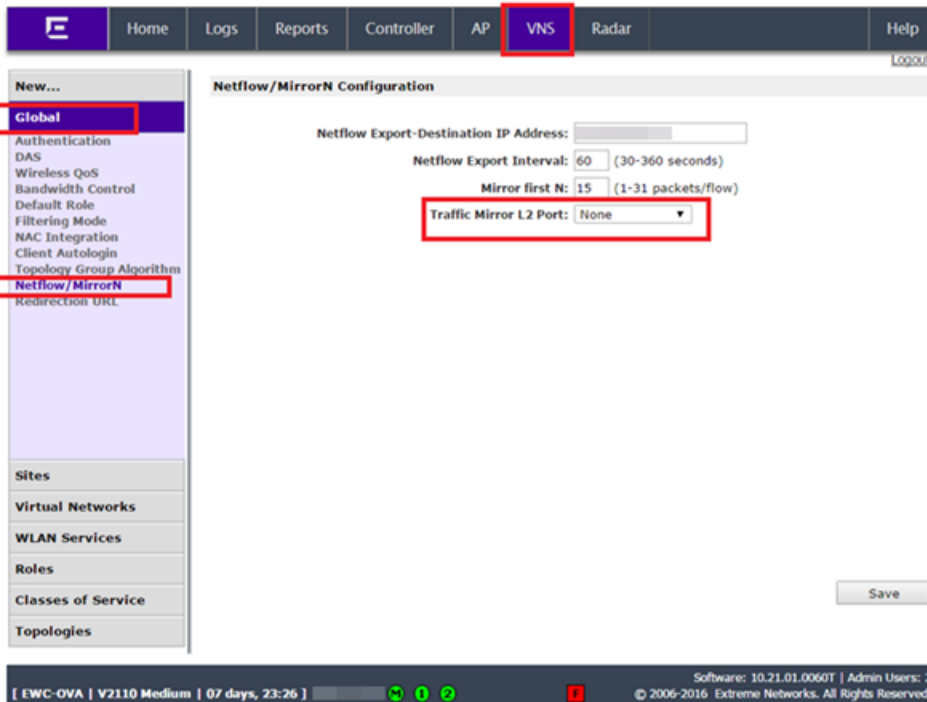 E Home Logs Reports Controller AP VNS Radar Help
Logout
New...
Global
Authentication
DAS
Wireless QoS
Bandwidth Control
Default Role
Filtering Mode
NAC Integration
Client Autologin
Topology Group Algorithm
Netflow/MirrorN
Redirection URL
Sites
Virtual Networks
WLAN Services
Roles
Classes of Service
Topologies
Netflow/MirrorN Configuration
Netflow Export-Destination IP Address:
Netflow Export Interval: 60 (30-360 seconds)
Mirror first N: 15 (1-31 packets/flow)
Traffic Mirror L2 Port: None
Save
[ EWC-OVA | V2110 Medium | 07 days, 23:26 ] M 1 2 F
Software: 10.21.01.0060T | Admin Users:
© 2006-2016 Extreme Networks. All Rights Reserved